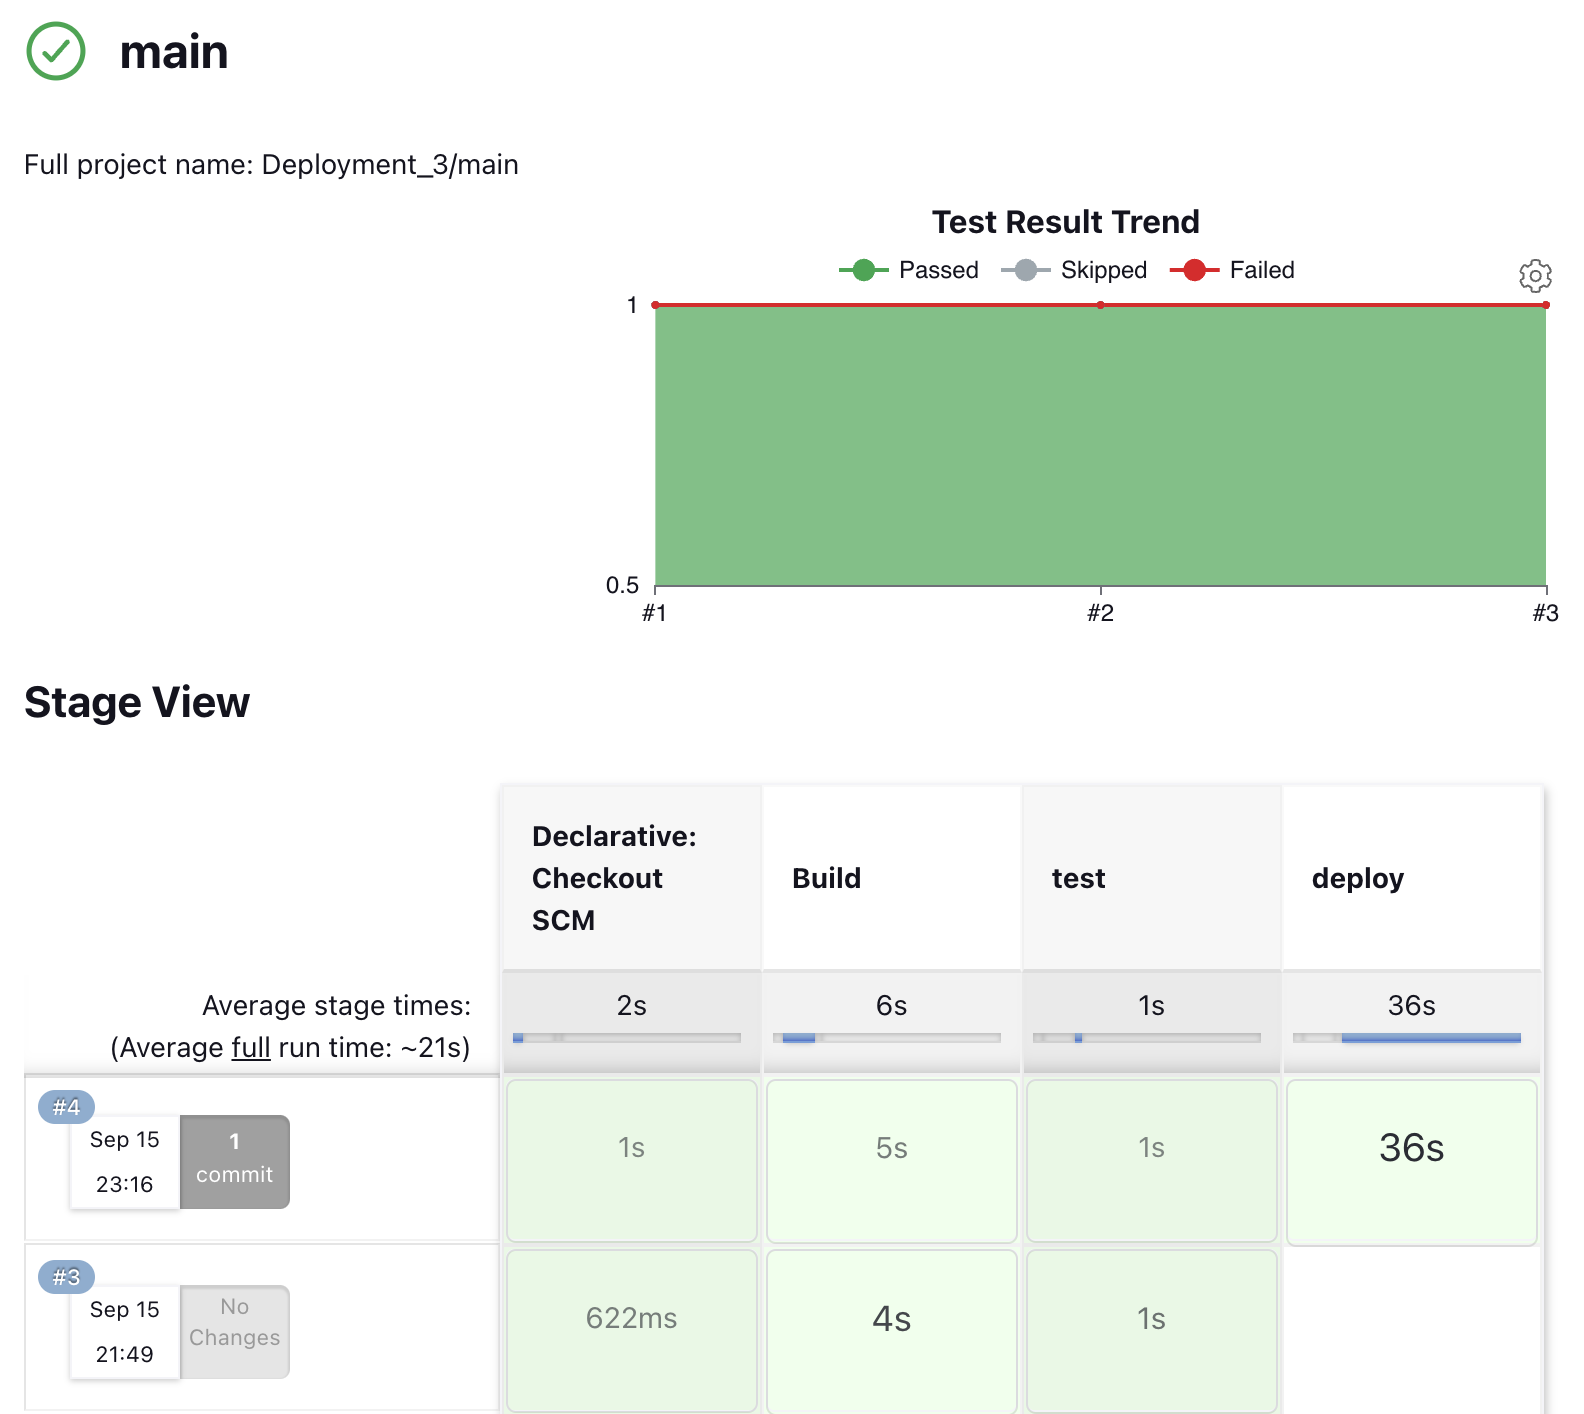 main
Full project name: Deployment_3/main
Test Result Trend
Passed Skipped Failed
1
0.5
#1 #2 #3
Stage View
Declarative:
Checkout
SCM
Build
test
deploy
Average stage times:
(Average full run time: ~21s)
2s 6s 1s 36s
#4
Sep 15
23:16
1
commit
1s 5s 1s 36s
#3
Sep 15
21:49
No
Changes
622ms 4s 1s